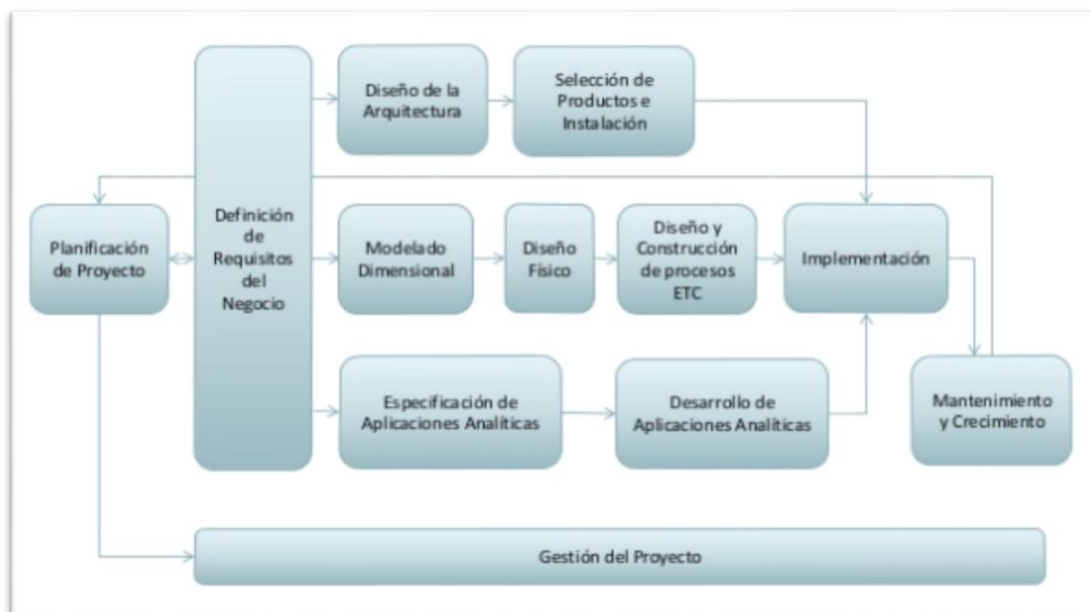 Planificación
de Proyecto
Definición
de
Requisitos
del
Negocio
Diseño de la
Arquitectura
Selección de
Productos e
Instalación
Modelado
Dimensional
Diseño
Físico
Diseño y
Construcción
de procesos
ETC
Implementación
Especificación de
Aplicaciones Analíticas
Desarrollo de
Aplicaciones Analíticas
Mantenimiento
y Crecimiento
Gestión del Proyecto